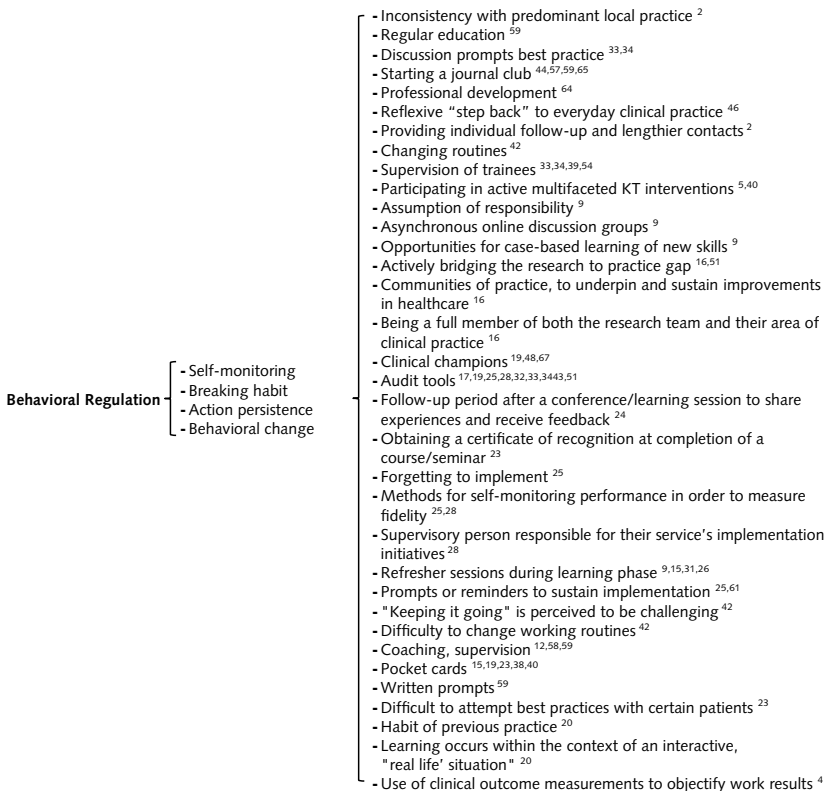 Behavioral Regulation
- Self-monitoring
- Breaking habit
- Action persistence
- Behavioral change
- Inconsistency with predominant local practice 2
- Regular education 59
- Discussion prompts best practice 33,34
- Starting a journal club 44,57,59,65
- Professional development 64
- Reflexive “step back” to everyday clinical practice 46
- Providing individual follow-up and lengthier contacts 2
- Changing routines 42
- Supervision of trainees 33,34,39,54
- Participating in active multifaceted KT interventions 5,40
- Assumption of responsibility 9
- Asynchronous online discussion groups 9
- Opportunities for case-based learning of new skills 9
- Actively bridging the research to practice gap 16,51
- Communities of practice, to underpin and sustain improvements
in healthcare 16
- Being a full member of both the research team and their area of
clinical practice 16
- Clinical champions 19,48,67
- Audit tools 17,19,25,28,32,33,3443,51
- Follow-up period after a conference/learning session to share
experiences and receive feedback 24
- Obtaining a certificate of recognition at completion of a
course/seminar 23
- Forgetting to implement 25
- Methods for self-monitoring performance in order to measure
fidelity 25,28
- Supervisory person responsible for their service’s implementation
initiatives 28
- Refresher sessions during learning phase 9,15,31,26
- Prompts or reminders to sustain implementation 25,61
- "Keeping it going" is perceived to be challenging 42
- Difficulty to change working routines 42
- Coaching, supervision 12,58,59
- Pocket cards 15,19,23,38,40
- Written prompts 59
- Difficult to attempt best practices with certain patients 23
- Habit of previous practice 20
- Learning occurs within the context of an interactive,
"real life’ situation" 20
- Use of clinical outcome measurements to objectify work results 4